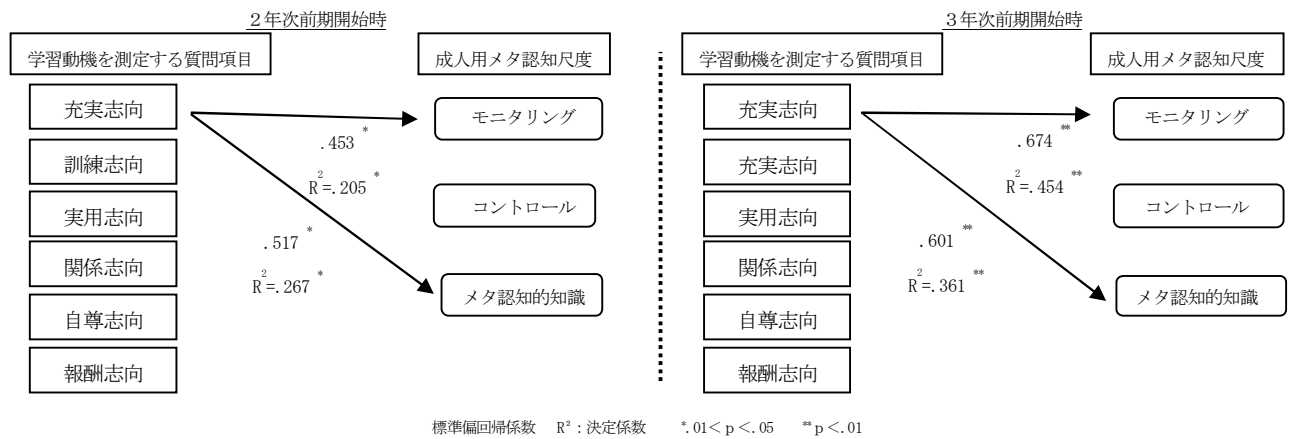 ２年次前期開始時
学習動機を測定する質問項目
成人用メタ認知尺度
充実志向
訓練志向
実用志向
関係志向
自尊志向
報酬志向
モニタリング
コントロール
メタ認知的知識
.453 *
R²=.205 *
.517 *
R²=.267 *
３年次前期開始時
学習動機を測定する質問項目
成人用メタ認知尺度
充実志向
充実志向
実用志向
関係志向
自尊志向
報酬志向
モニタリング
コントロール
メタ認知的知識
.674 **
R²=.454 **
.601 **
R²=.361 **
標準偏回帰係数 R²：決定係数 *.01<p<.05 **p<.01